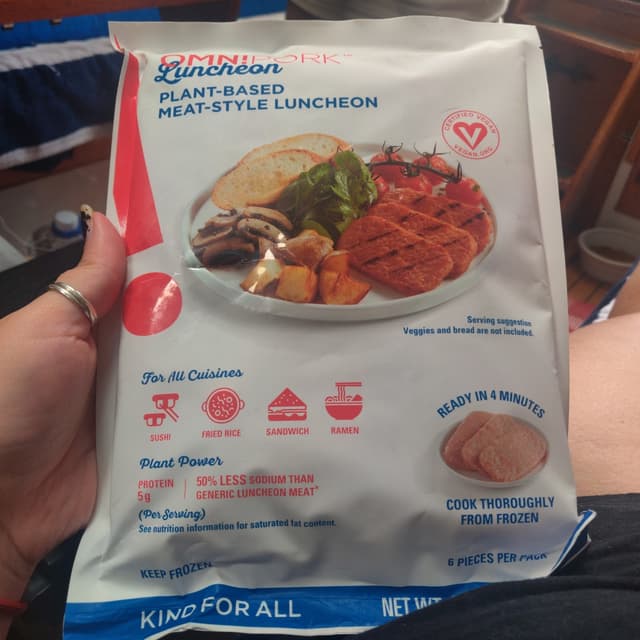 OMN!PORK™
Luncheon
PLANT-BASED
MEAT-STYLE LUNCHEON
CERTIFIED VEGAN
VEGAN.ORG
Serving suggestion
Veggies and bread are not included.
For All Cuisines
SUSHI
FRIED RICE
SANDWICH
RAMEN
READY IN 4 MINUTES
Plant Power
PROTEIN
5g
50% LESS SODIUM THAN
GENERIC LUNCHEON MEAT*
(Per Serving)
See nutrition information for saturated fat content.
COOK THOROUGHLY
FROM FROZEN
KEEP FROZEN
6 PIECES PER PACK
KIND FOR ALL
NET